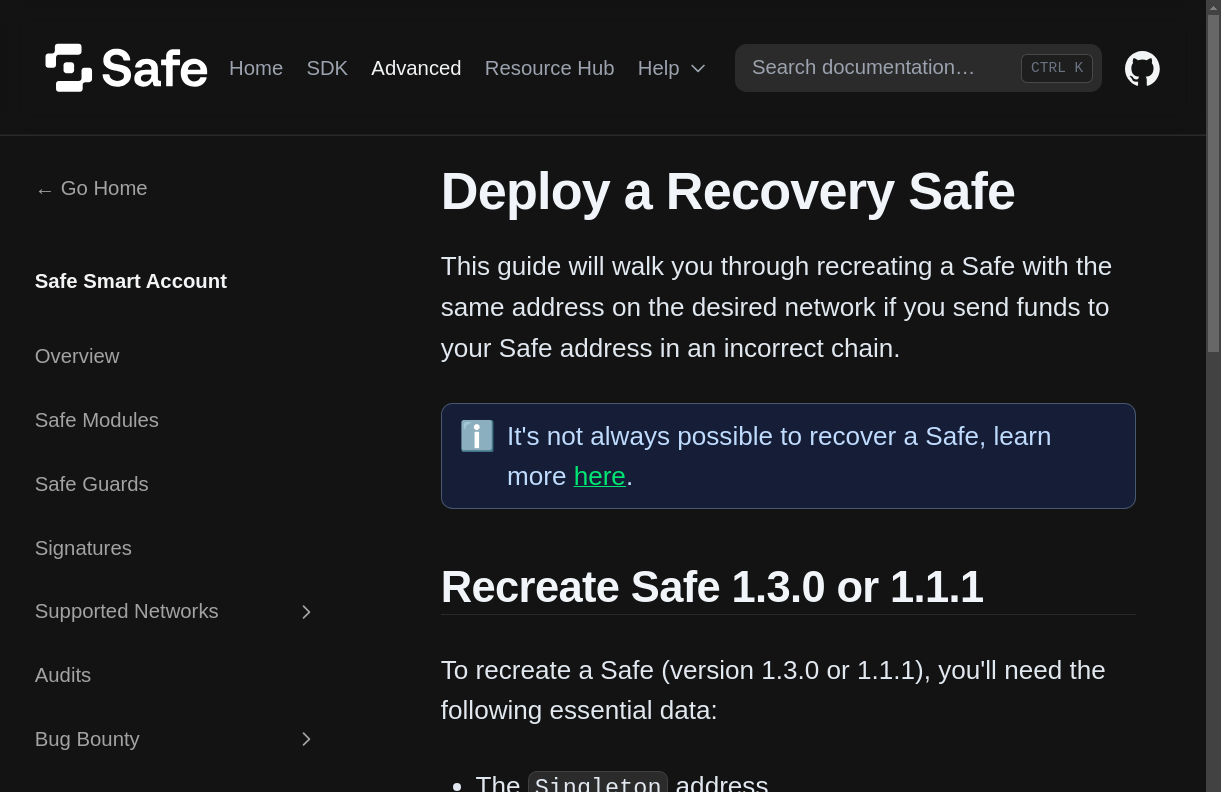 Safe
Home
SDK
Advanced
Resource Hub
Help
Search documentation…
CTRL K
← Go Home
Safe Smart Account
Overview
Safe Modules
Safe Guards
Signatures
Supported Networks
Audits
Bug Bounty
Deploy a Recovery Safe
This guide will walk you through recreating a Safe with the
same address on the desired network if you send funds to
your Safe address in an incorrect chain.
ℹ️ It's not always possible to recover a Safe, learn
more here.
Recreate Safe 1.3.0 or 1.1.1
To recreate a Safe (version 1.3.0 or 1.1.1), you'll need the
following essential data:
• The Singleton address